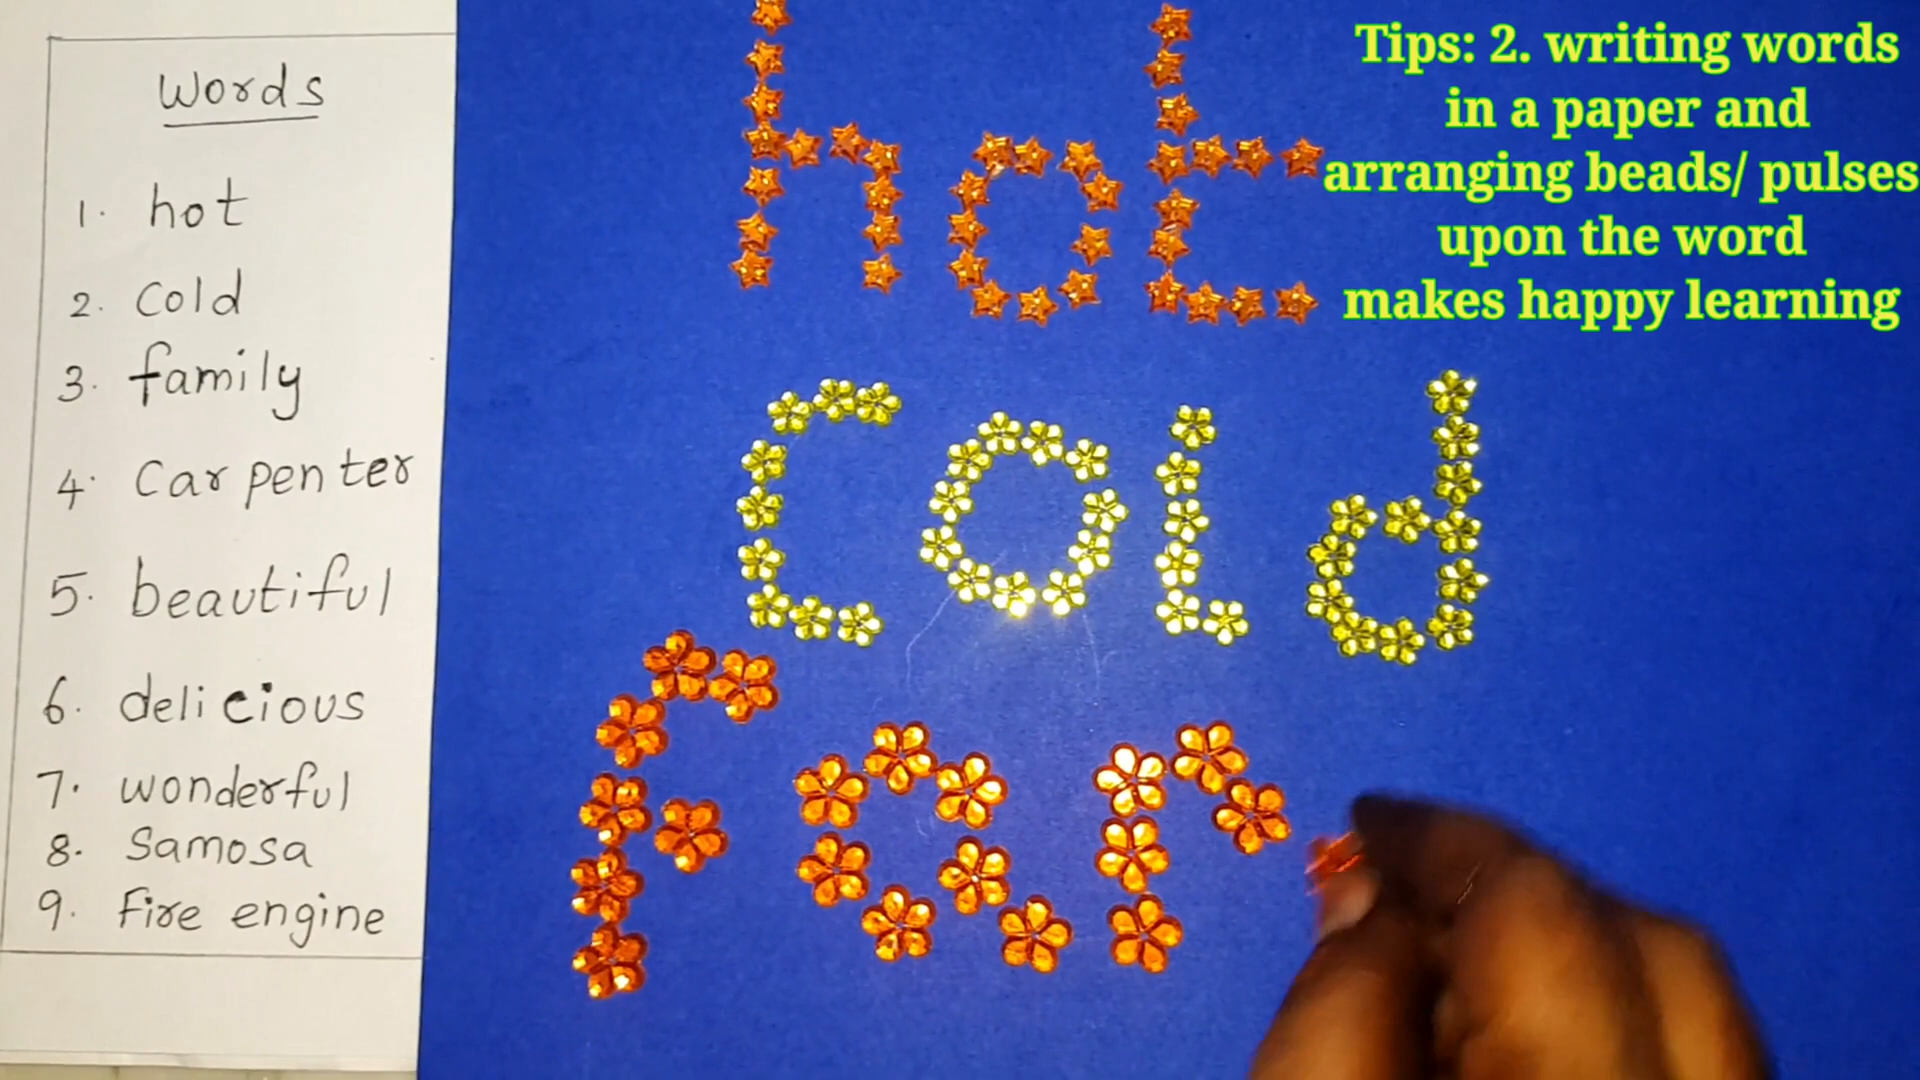 Words
1. hot
2. cold
3. family
4. Carpenter
5. beautiful
6. delicious
7. wonderful
8. Samosa
9. Fire engine
hot
cold
fan
Tips: 2. writing words
in a paper and
arranging beads/ pulses
upon the word
makes happy learning